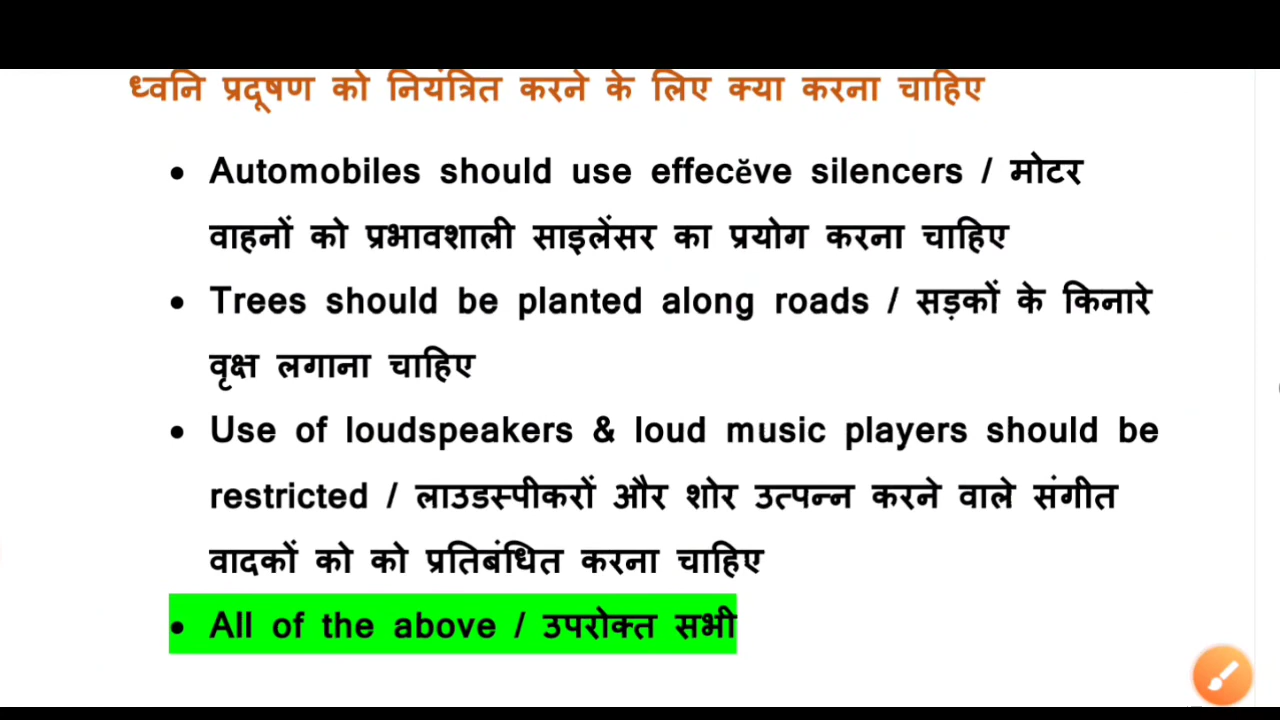 ध्वनि प्रदूषण को नियंत्रित करने के लिए क्या करना चाहिए
• Automobiles should use effecĕve silencers / मोटर
वाहनों को प्रभावशाली साइलेंसर का प्रयोग करना चाहिए
• Trees should be planted along roads / सड़कों के किनारे
वृक्ष लगाना चाहिए
• Use of loudspeakers & loud music players should be
restricted / लाउडस्पीकरों और शोर उत्पन्न करने वाले संगीत
वादकों को को प्रतिबंधित करना चाहिए
• All of the above / उपरोक्त सभी